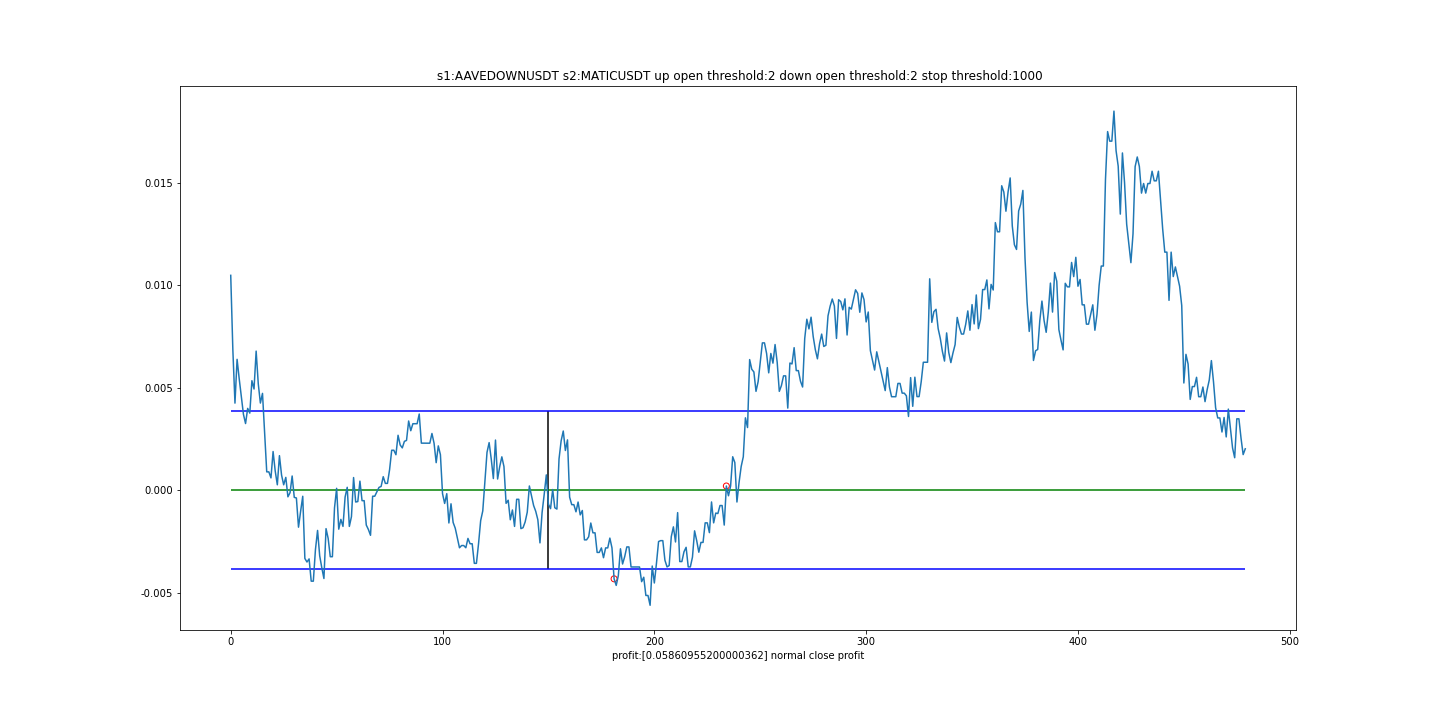 s1:AAVEDOWNUSDT s2:MATICUSDT up open threshold:2 down open threshold:2 stop threshold:1000
0.015
0.010
0.005
0.000
-0.005
0 100 200 300 400 500
profit:[0.05860955200000362] normal close profit